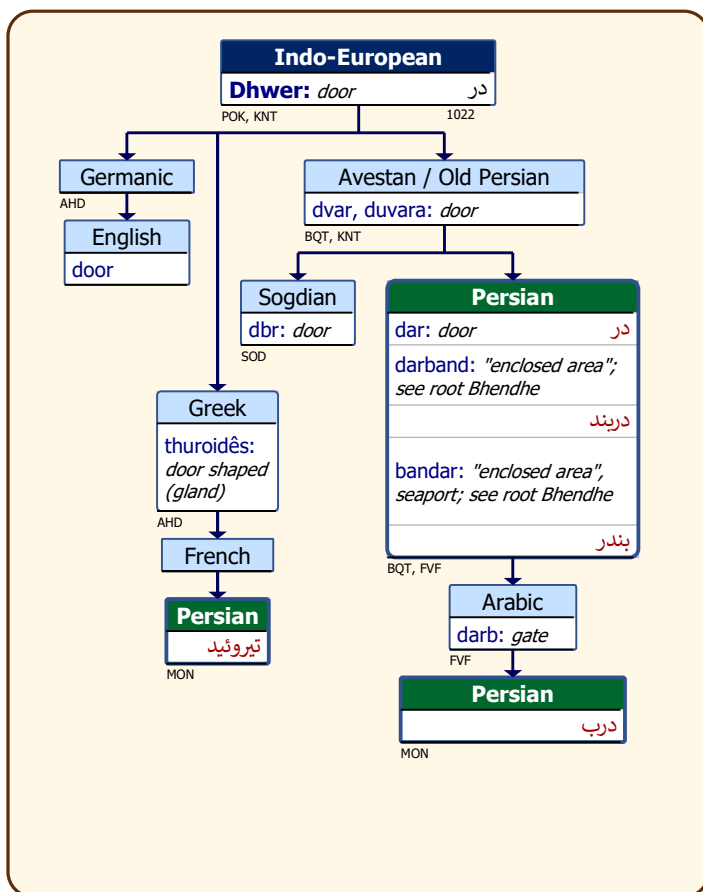 Indo-European
Dhwer: door در
POK, KNT 1022
Germanic
AHD
English
door
Avestan / Old Persian
dvar, duvara: door
BQT, KNT
Sogdian
dbr: door
SOD
Persian
dar: door در
darband: "enclosed area";
see root Bhendhe
دربند
bandar: "enclosed area",
seaport; see root Bhendhe
بندر
BQT, FVF
Greek
thuroidês:
door shaped
(gland)
AHD
French
Persian
تیروئید
MON
Arabic
darb: gate
FVF
Persian
درب
MON